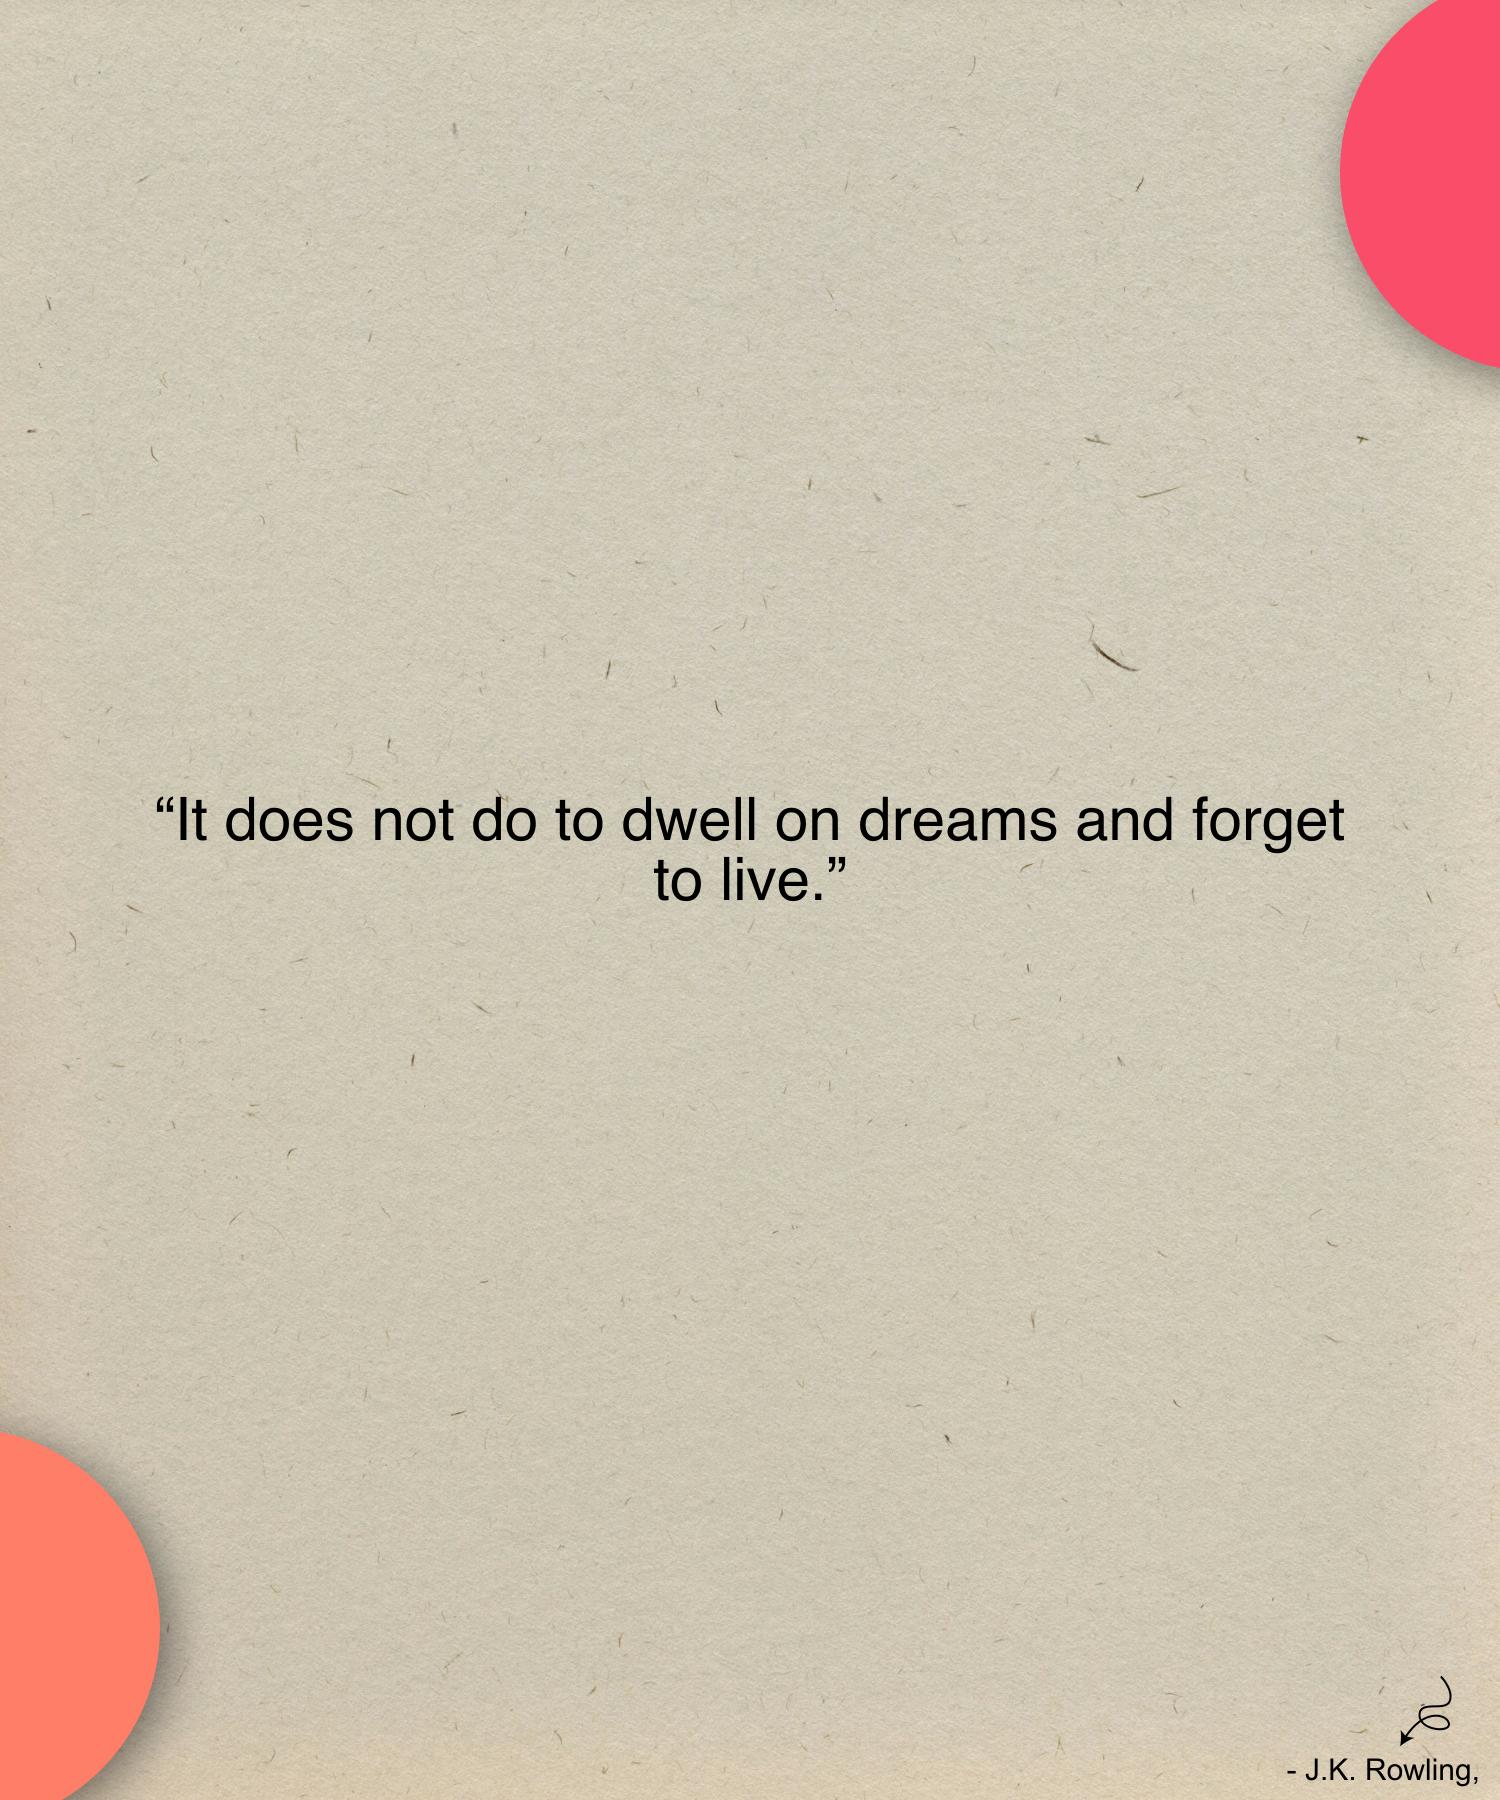 “It does not do to dwell on dreams and forget
to live.”
- J.K. Rowling,